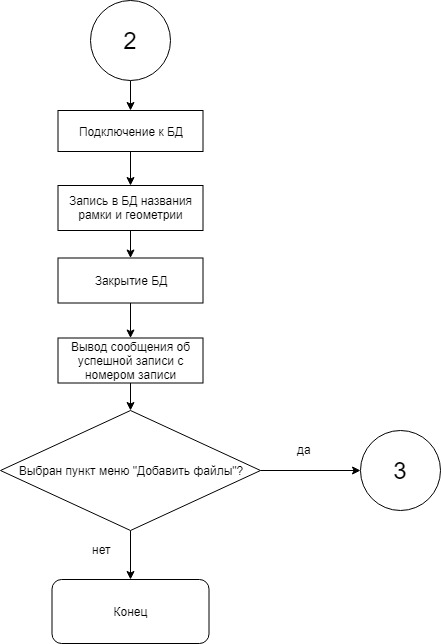 2
Подключение к БД
Запись в БД названия
рамки и геометрии
Закрытие БД
Вывод сообщения об
успешной записи с
номером записи
Выбран пункт меню "Добавить файлы"?
да
3
нет
Конец